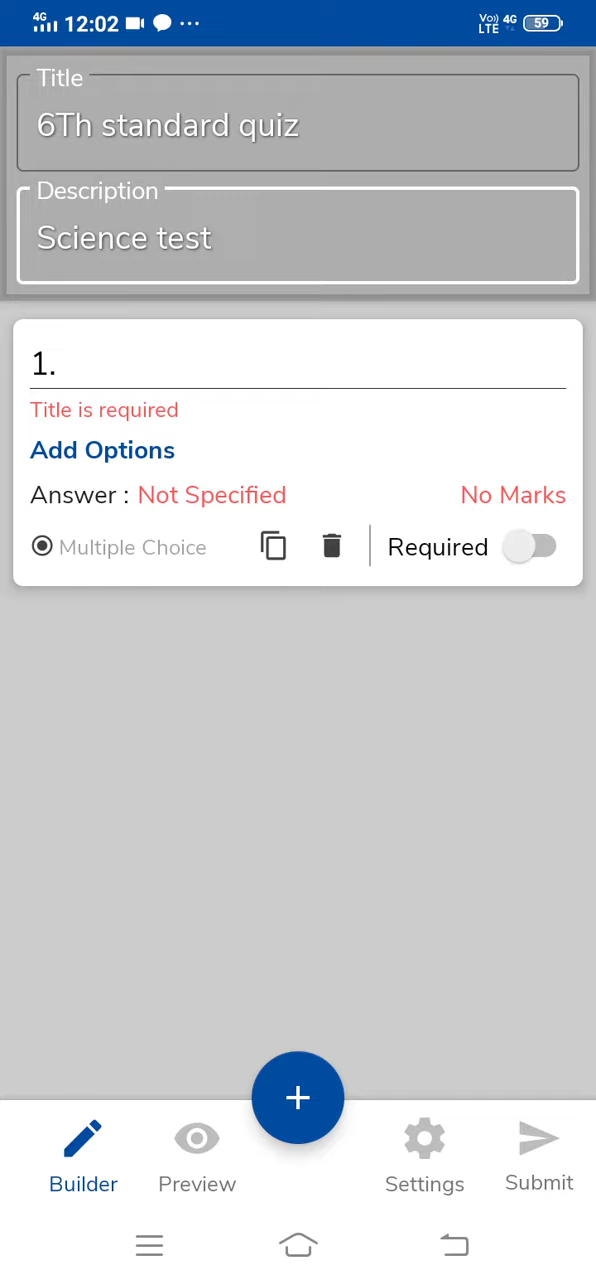 4G 12:02 ... Vo)) LTE 4G 59
Title
6Th standard quiz
Description
Science test
1.
Title is required
Add Options
Answer : Not Specified No Marks
Multiple Choice Required
+
Builder Preview Settings Submit